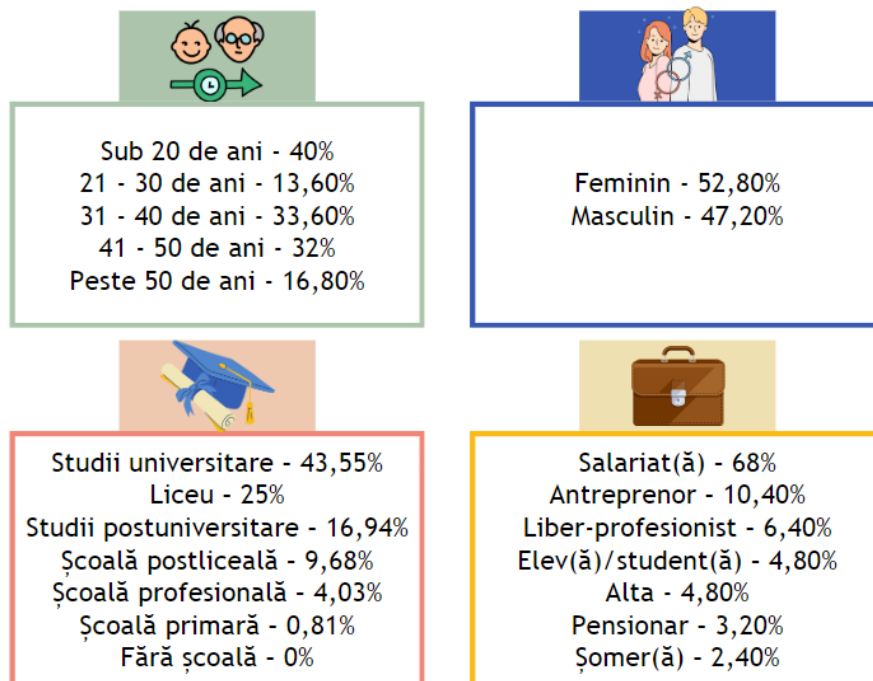 Sub 20 de ani - 40%
21 - 30 de ani - 13,60%
31 - 40 de ani - 33,60%
41 - 50 de ani - 32%
Peste 50 de ani - 16,80%
Feminin - 52,80%
Masculin - 47,20%
Studii universitare - 43,55%
Liceu - 25%
Studii postuniversitare - 16,94%
Școală postliceală - 9,68%
Școală profesională - 4,03%
Școală primară - 0,81%
Fără școală - 0%
Salariat(ă) - 68%
Antreprenor - 10,40%
Liber-profesionist - 6,40%
Elev(ă)/student(ă) - 4,80%
Alta - 4,80%
Pensionar - 3,20%
Șomer(ă) - 2,40%